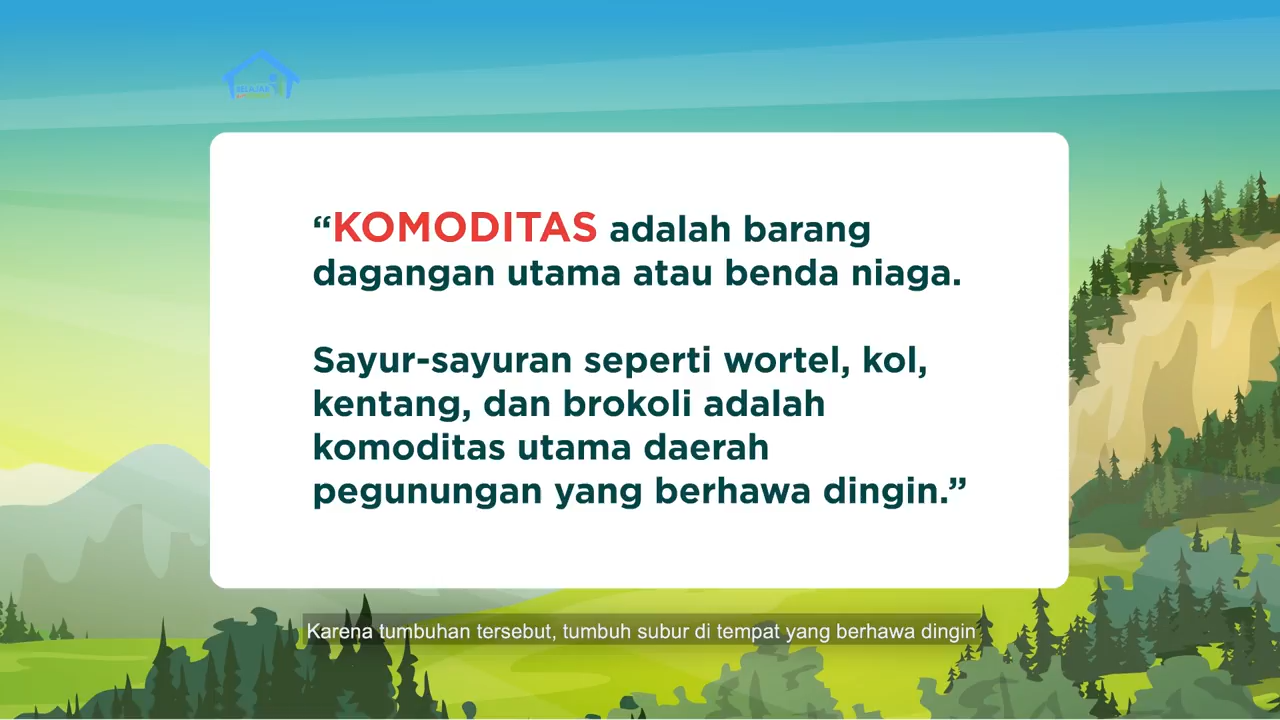 BELAJAR
“KOMODITAS adalah barang
dagangan utama atau benda niaga.
Sayur-sayuran seperti wortel, kol,
kentang, dan brokoli adalah
komoditas utama daerah
pegunungan yang berhawa dingin.”
Karena tumbuhan tersebut, tumbuh subur di tempat yang berhawa dingin